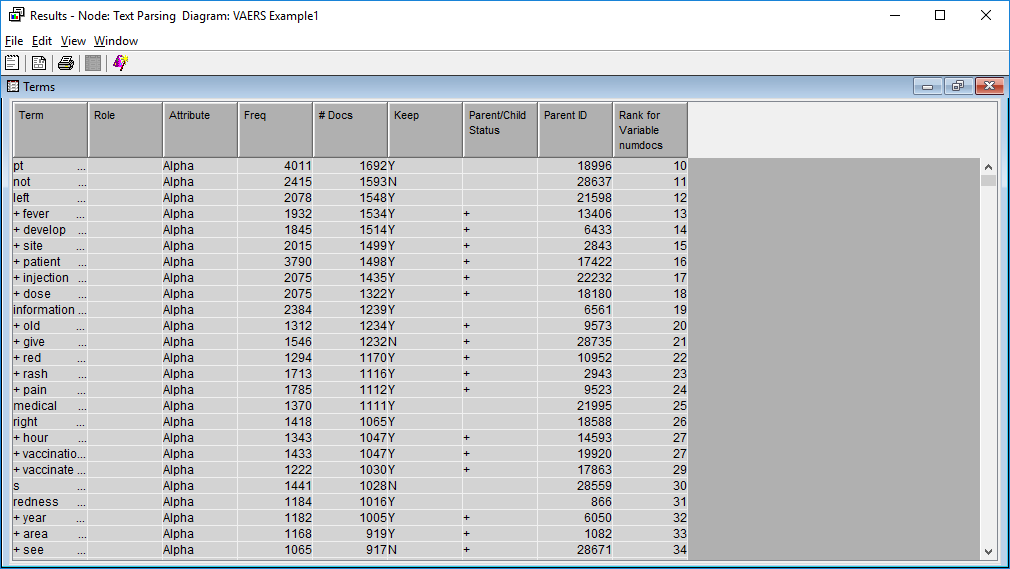 Results - Node: Text Parsing Diagram: VAERS Example1
File Edit View Window
Terms
Term Role Attribute Freq # Docs Keep Parent/Child Status Parent ID Rank for Variable numdocs
pt ... Alpha 4011 1692 Y 18996 10
not ... Alpha 2415 1593 N 28637 11
left ... Alpha 2078 1548 Y 21598 12
+ fever ... Alpha 1932 1534 Y + 13406 13
+ develop ... Alpha 1845 1514 Y + 6433 14
+ site ... Alpha 2015 1499 Y + 2843 15
+ patient ... Alpha 3790 1498 Y + 17422 16
+ injection ... Alpha 2075 1435 Y + 22232 17
+ dose ... Alpha 2075 1322 Y + 18180 18
information ... Alpha 2384 1239 Y 6561 19
+ old ... Alpha 1312 1234 Y + 9573 20
+ give ... Alpha 1546 1232 N + 28735 21
+ red ... Alpha 1294 1170 Y + 10952 22
+ rash ... Alpha 1713 1116 Y + 2943 23
+ pain ... Alpha 1785 1112 Y + 9523 24
medical ... Alpha 1370 1111 Y 21995 25
right ... Alpha 1418 1065 Y 18588 26
+ hour ... Alpha 1343 1047 Y + 14593 27
+ vaccinatio... Alpha 1433 1047 Y + 19920 27
+ vaccinate ... Alpha 1222 1030 Y + 17863 29
s ... Alpha 1441 1028 N 28559 30
redness ... Alpha 1184 1016 Y 866 31
+ year ... Alpha 1182 1005 Y + 6050 32
+ area ... Alpha 1168 919 Y + 1082 33
+ see ... Alpha 1065 917 N + 28671 34